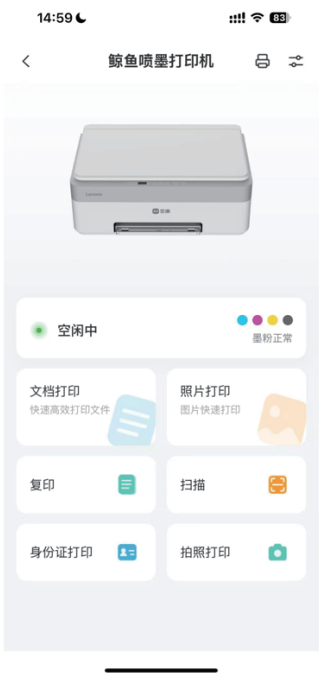 14:59
83
鲸鱼喷墨打印机
空闲中
墨粉正常
文档打印
快速高效打印文件
照片打印
图片快速打印
复印
扫描
身份证打印
拍照打印